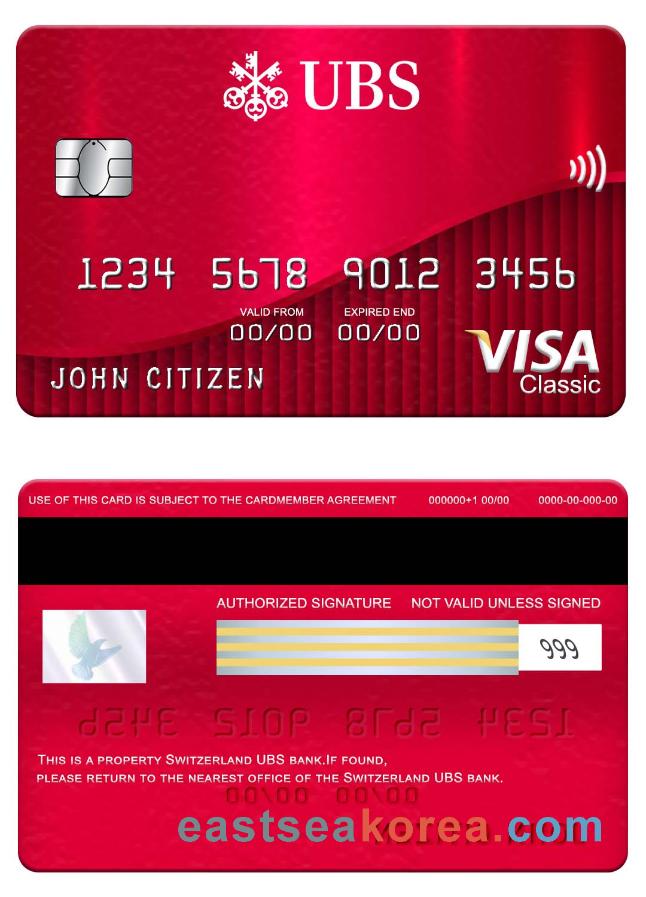 UBS
1234 5678 9012 3456
VALID FROM EXPIRED END
00/00 00/00
JOHN CITIZEN
VISA
Classic
USE OF THIS CARD IS SUBJECT TO THE CARDMEMBER AGREEMENT 000000+1 00/00 0000-00-000-00
AUTHORIZED SIGNATURE NOT VALID UNLESS SIGNED
999
THIS IS A PROPERTY SWITZERLAND UBS BANK.IF FOUND,
PLEASE RETURN TO THE NEAREST OFFICE OF THE SWITZERLAND UBS BANK.
00/00 00/00
eastseakorea.com